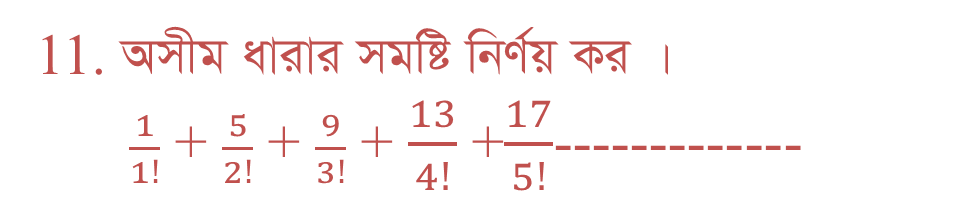 11. অসীম ধারার সমষ্টি নির্ণয় কর ।
1/1! + 5/2! + 9/3! + 13/4! + 17/5! -------------